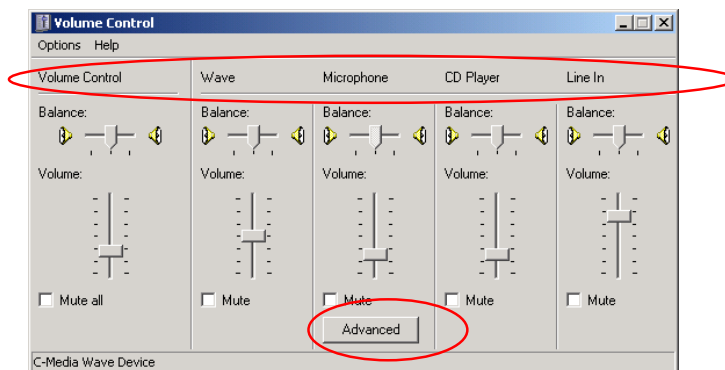 Volume Control
Options Help
Volume Control Wave Microphone CD Player Line In
Balance: Balance: Balance: Balance: Balance:
Volume: Volume: Volume: Volume: Volume:
Mute all Mute Mute Mute Mute
Advanced
C-Media Wave Device